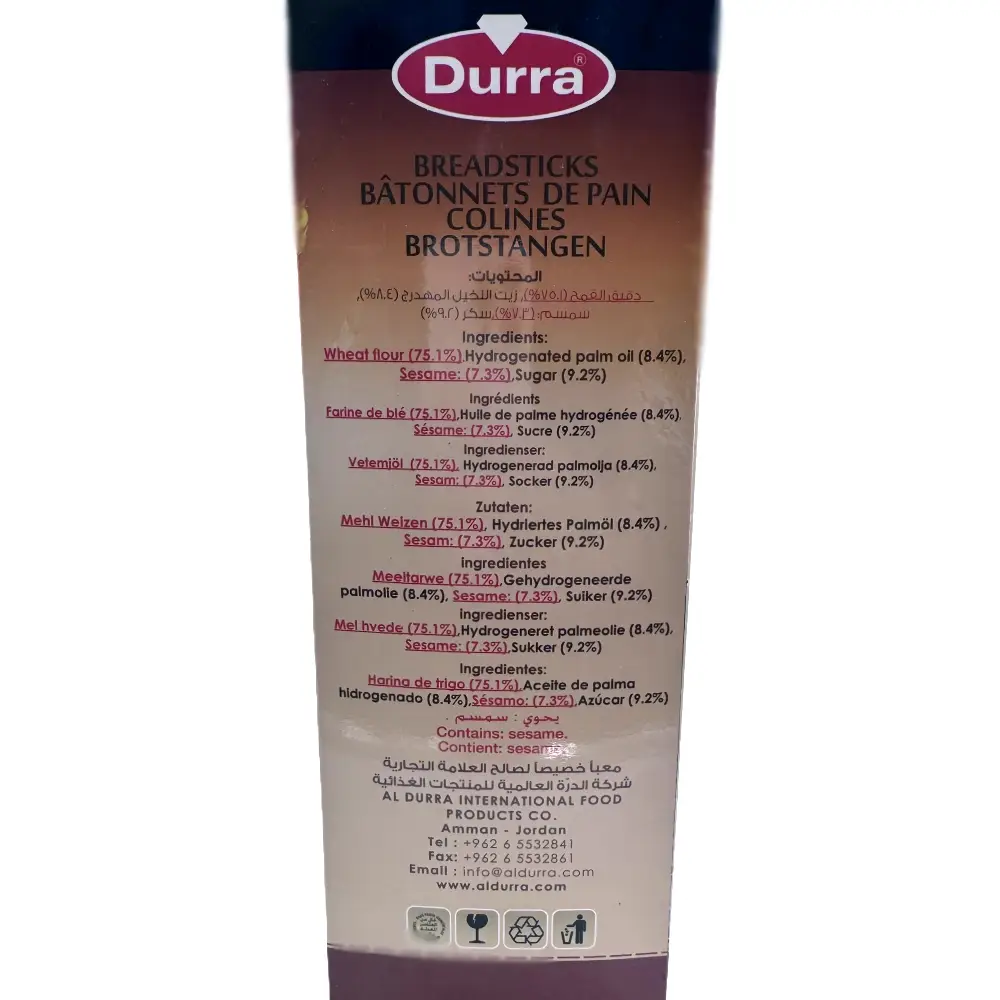 Durra®
BREADSTICKS
BÂTONNETS DE PAIN
COLINES
BROTSTANGEN
المحتويات:
دقيق القمح (٧٥.١%), زيت النخيل المهدرج (٨.٤%),
سمسم: (٧.٣%), سكر (٩.٢%)
Ingredients:
Wheat flour (75.1%),Hydrogenated palm oil (8.4%),
Sesame: (7.3%),Sugar (9.2%)
Ingrédients
Farine de blé (75.1%),Huile de palme hydrogénée (8.4%),
Sésame: (7.3%), Sucre (9.2%)
Ingredienser:
Vetemjöl (75.1%), Hydrogenerad palmolja (8.4%),
Sesam: (7.3%), Socker (9.2%)
Zutaten:
Mehl Weizen (75.1%), Hydriertes Palmöl (8.4%) ,
Sesam: (7.3%), Zucker (9.2%)
ingredientes
Meeltarwe (75.1%),Gehydrogeneerde
palmolie (8.4%), Sesame: (7.3%), Suiker (9.2%)
ingredienser:
Mel hvede (75.1%),Hydrogeneret palmeolie (8.4%),
Sesame: (7.3%),Sukker (9.2%)
Ingredientes:
Harina de trigo (75.1%),Aceite de palma
hidrogenado (8.4%),Sésamo: (7.3%),Azúcar (9.2%)
يحوي : سمسم .
Contains: sesame.
Contient: sesame.
معبأ خصيصاً لصالح العلامة التجارية
شركة الدرّة العالمية للمنتجات الغذائية
AL DURRA INTERNATIONAL FOOD
PRODUCTS CO.
Amman - Jordan
Tel : +962 6 5532841
Fax: +962 6 5532861
Email : info@aldurra.com
www.aldurra.com